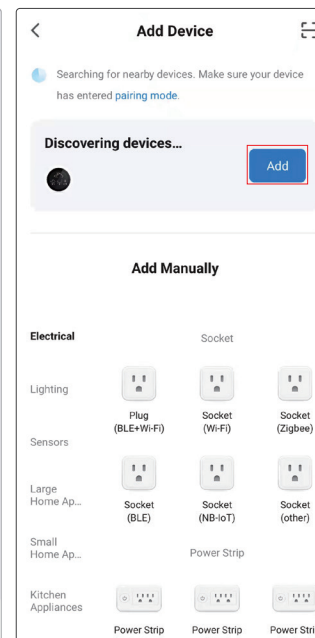 Add Device
Searching for nearby devices. Make sure your device
has entered pairing mode.
Discovering devices...
Add
Add Manually
Electrical
Socket
Lighting
Plug
(BLE+Wi-Fi)
Socket
(Wi-Fi)
Socket
(Zigbee)
Sensors
Large
Home Ap...
Socket
(BLE)
Socket
(NB-IoT)
Socket
(other)
Small
Home Ap...
Power Strip
Kitchen
Appliances
Power Strip
Power Strip
Power Strip